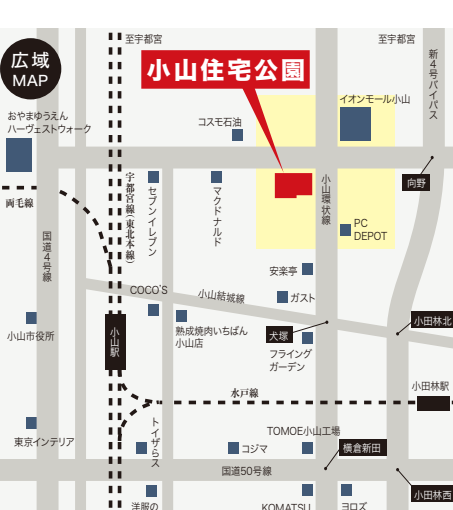 広域
MAP
至宇都宮
至宇都宮
小山住宅公園
新4号バイパス
イオンモール小山
おやまゆうえん
ハーヴェストウォーク
コスモ石油
向野
両毛線
宇都宮線(東北本線)
セブンイレブン
マクドナルド
小山環状線
国道4号線
PC
DEPOT
安楽亭
COCO'S
小山結城線
ガスト
小山駅
小山市役所
熟成焼肉いちばん
小山店
犬塚
フライング
ガーデン
小田林北
水戸線
小田林駅
トイザらス
東京インテリア
コジマ
TOMOE小山工場
横倉新田
国道50号線
小田林西
洋服の
KOMATSU
ヨロズ